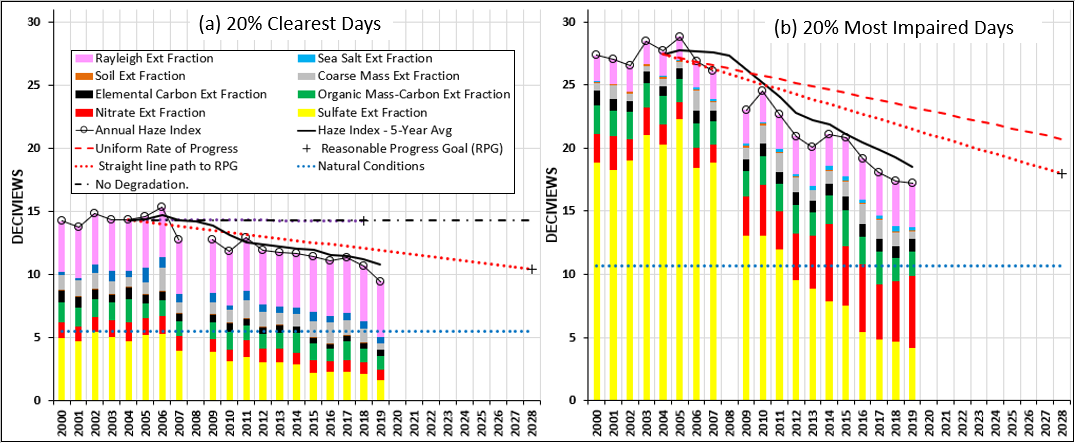 (a) 20% Clearest Days
(b) 20% Most Impaired Days
DECIVIEWS
30
25
20
15
10
5
0
Rayleigh Ext Fraction
Sea Salt Ext Fraction
Soil Ext Fraction
Coarse Mass Ext Fraction
Elemental Carbon Ext Fraction
Organic Mass-Carbon Ext Fraction
Nitrate Ext Fraction
Sulfate Ext Fraction
Annual Haze Index
Haze Index - 5-Year Avg
Uniform Rate of Progress
Reasonable Progress Goal (RPG)
Straight line path to RPG
Natural Conditions
No Degradation.
2000 2001 2002 2003 2004 2005 2006 2007 2008 2009 2010 2011 2012 2013 2014 2015 2016 2017 2018 2019 2020 2021 2022 2023 2024 2025 2026 2027 2028
DECIVIEWS
30
25
20
15
10
5
0
2000 2001 2002 2003 2004 2005 2006 2007 2008 2009 2010 2011 2012 2013 2014 2015 2016 2017 2018 2019 2020 2021 2022 2023 2024 2025 2026 2027 2028